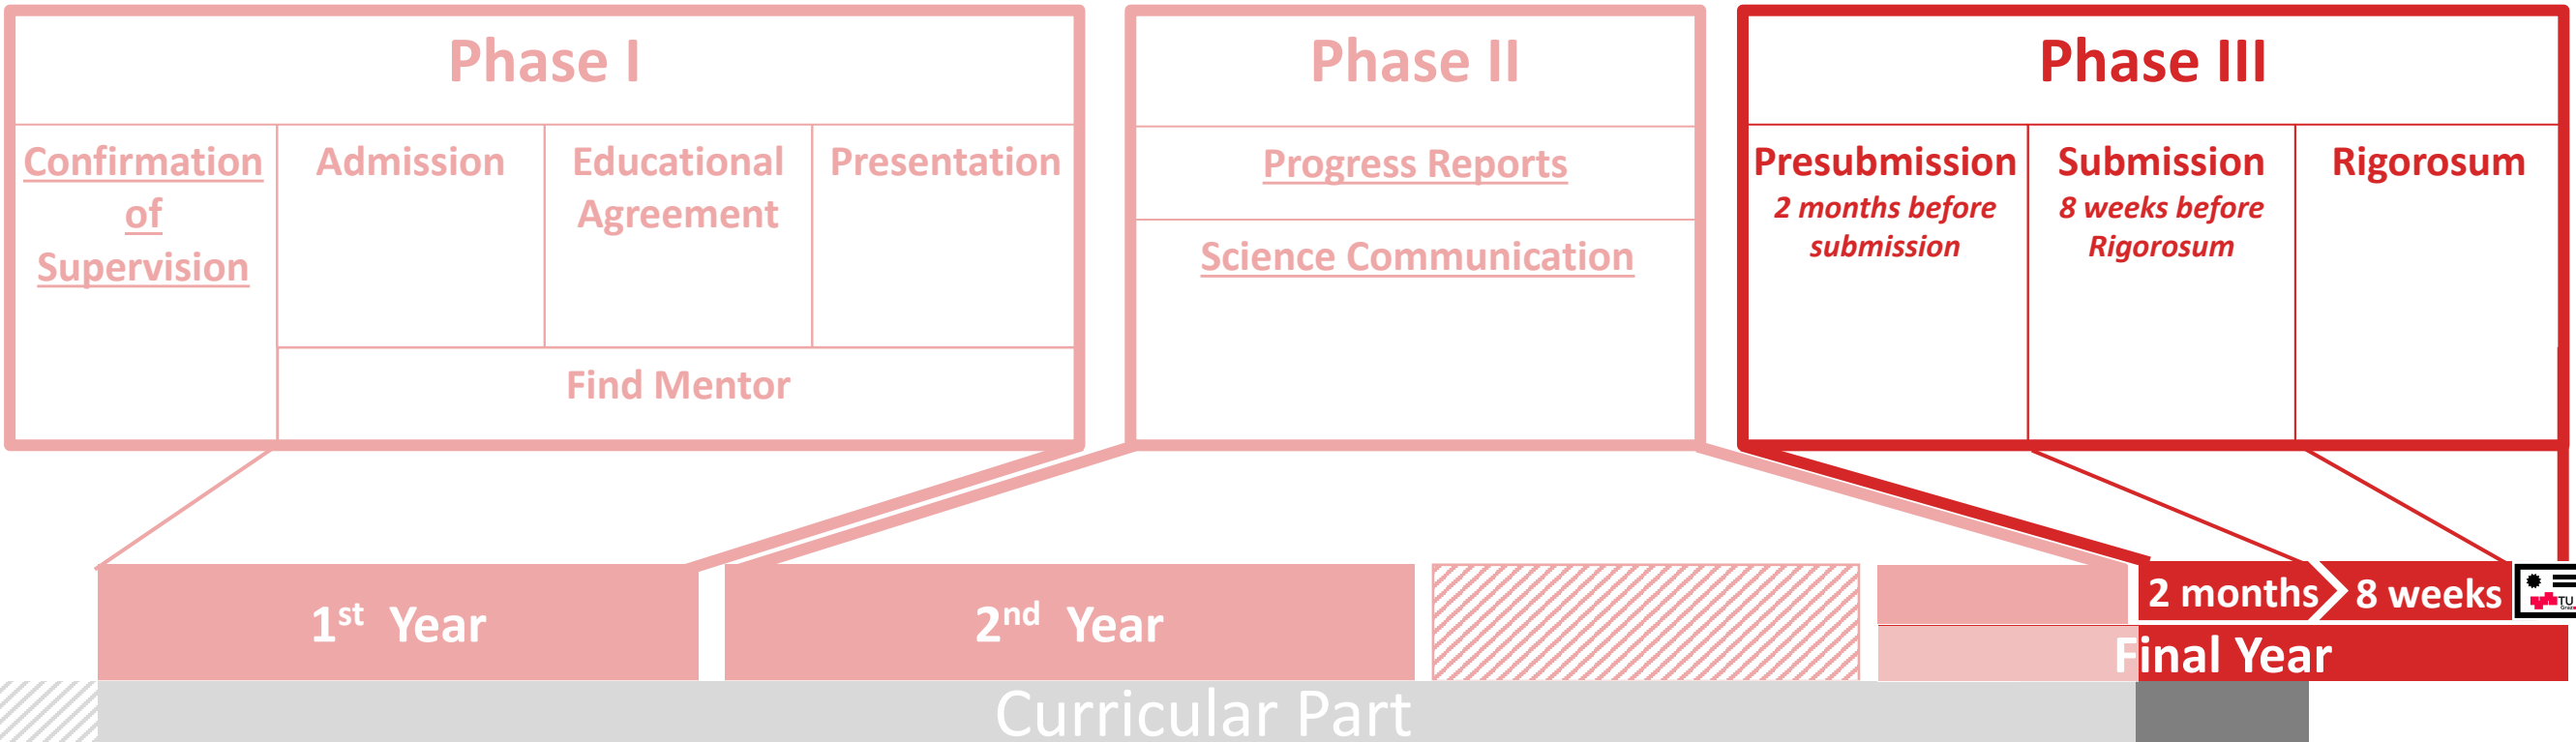 Phase I
Confirmation
of
Supervision
Admission
Educational
Agreement
Presentation
Find Mentor
Phase II
Progress Reports
Science Communication
Phase III
Presubmission
2 months before
submission
Submission
8 weeks before
Rigorosum
Rigorosum
1st Year
2nd Year
2 months
8 weeks
TU
Graz
Final Year
Curricular Part